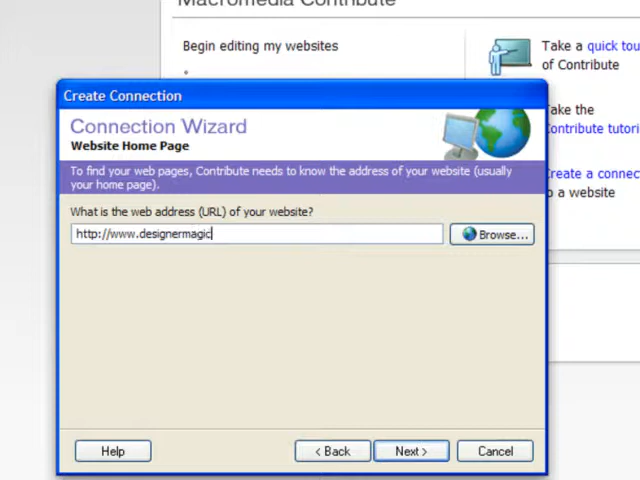 Macromedia Contribute
Begin editing my websites
Take a quick tou
of Contribute
Create Connection
Connection Wizard
Website Home Page
Take the
Contribute tutori
To find your web pages, Contribute needs to know the address of your website (usually
your home page).
Create a connec
o a website
What is the web address (URL) of your website?
http://www.designermagic
Browse...
Help
< Back
Next >
Cancel